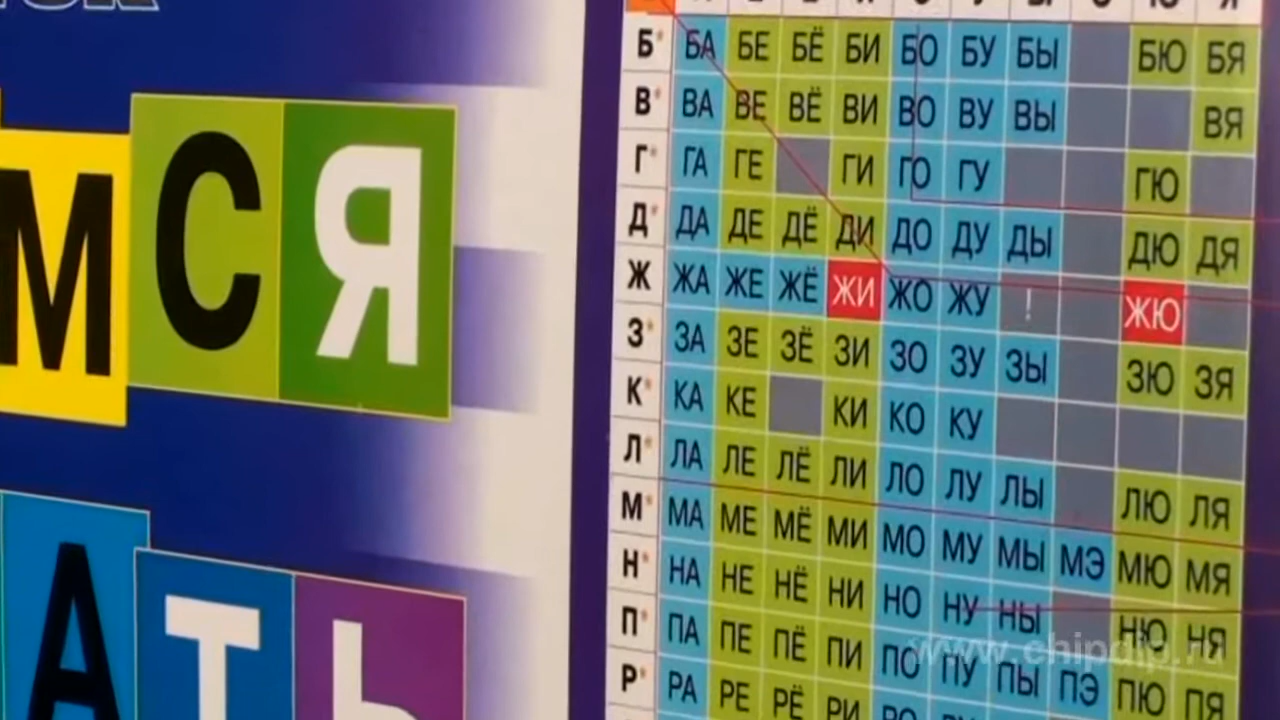 МСЯ
АТЬ
Б* БА БЕ БЁ БИ БО БУ БЫ БЮ БЯ
В* ВА ВЕ ВЁ ВИ ВО ВУ ВЫ ВЯ
Г* ГА ГЕ ГИ ГО ГУ ГЮ
Д* ДА ДЕ ДЁ ДИ ДО ДУ ДЫ ДЮ ДЯ
Ж ЖА ЖЕ ЖЁ ЖИ ЖО ЖУ ! ЖЮ
З* ЗА ЗЕ ЗЁ ЗИ ЗО ЗУ ЗЫ ЗЮ ЗЯ
К* КА КЕ КИ КО КУ
Л* ЛА ЛЕ ЛЁ ЛИ ЛО ЛУ ЛЫ ЛЮ ЛЯ
М* МА МЕ МЁ МИ МО МУ МЫ МЭ МЮ МЯ
Н* НА НЕ НЁ НИ НО НУ НЫ НЮ НЯ
П* ПА ПЕ ПЁ ПИ ПО ПУ ПЫ ПЭ ПЮ ПЯ
Р* РА РЕ РЁ РИ РО
www.chipdip.ru